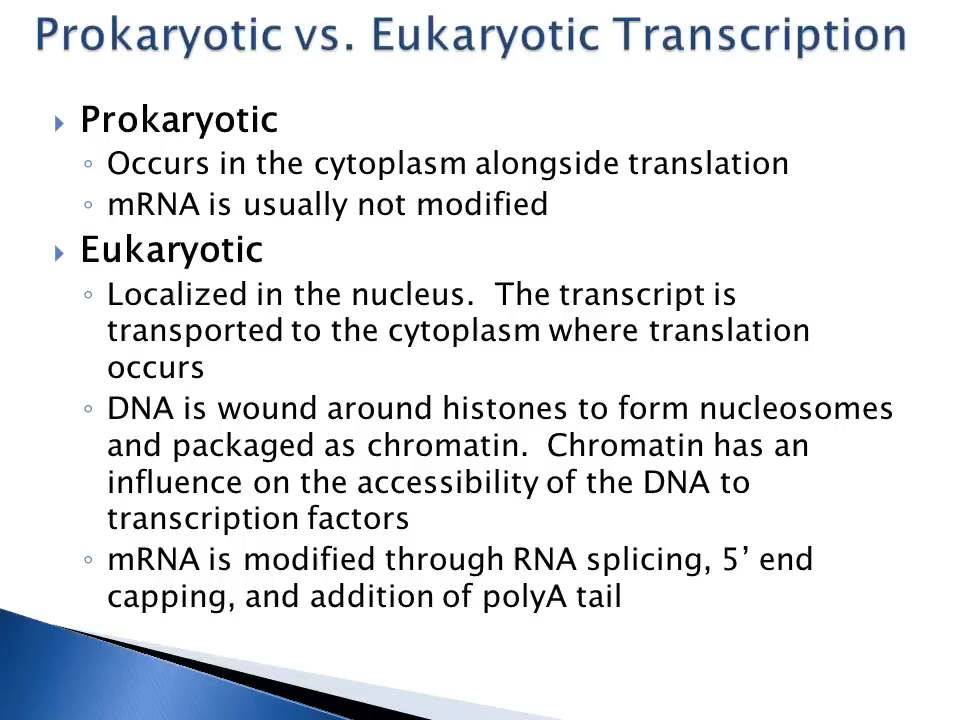 Prokaryotic vs. Eukaryotic Transcription
Prokaryotic
Occurs in the cytoplasm alongside translation
mRNA is usually not modified
Eukaryotic
Localized in the nucleus.  The transcript is
transported to the cytoplasm where translation
occurs
DNA is wound around histones to form nucleosomes
and packaged as chromatin.  Chromatin has an
influence on the accessibility of the DNA to
transcription factors
mRNA is modified through RNA splicing, 5’ end
capping, and addition of polyA tail